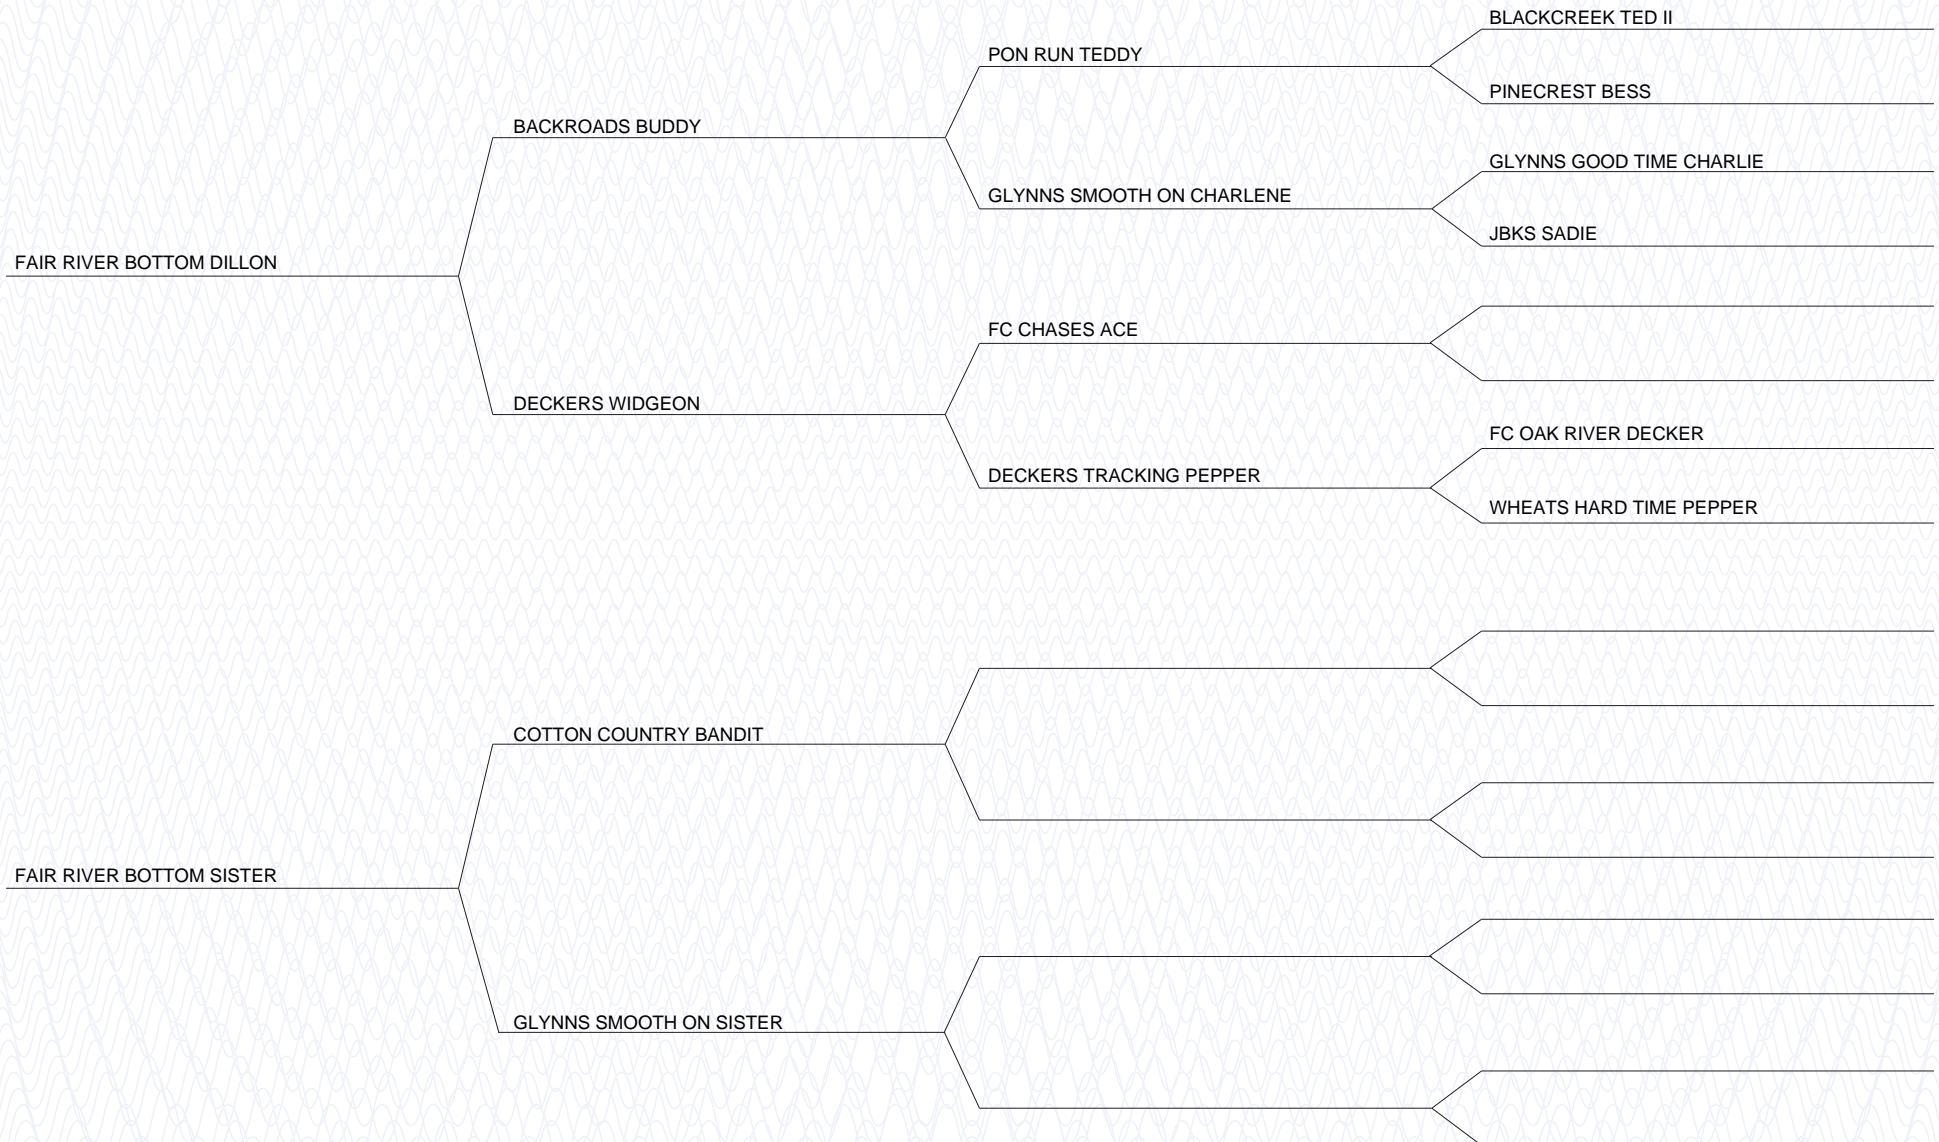 BLACKCREEK TED II
PON RUN TEDDY
PINECREST BESS
BACKROADS BUDDY
GLYNNS GOOD TIME CHARLIE
GLYNNS SMOOTH ON CHARLENE
JBKS SADIE
FAIR RIVER BOTTOM DILLON
FC CHASES ACE
DECKERS WIDGEON
FC OAK RIVER DECKER
DECKERS TRACKING PEPPER
WHEATS HARD TIME PEPPER
COTTON COUNTRY BANDIT
FAIR RIVER BOTTOM SISTER
GLYNNS SMOOTH ON SISTER